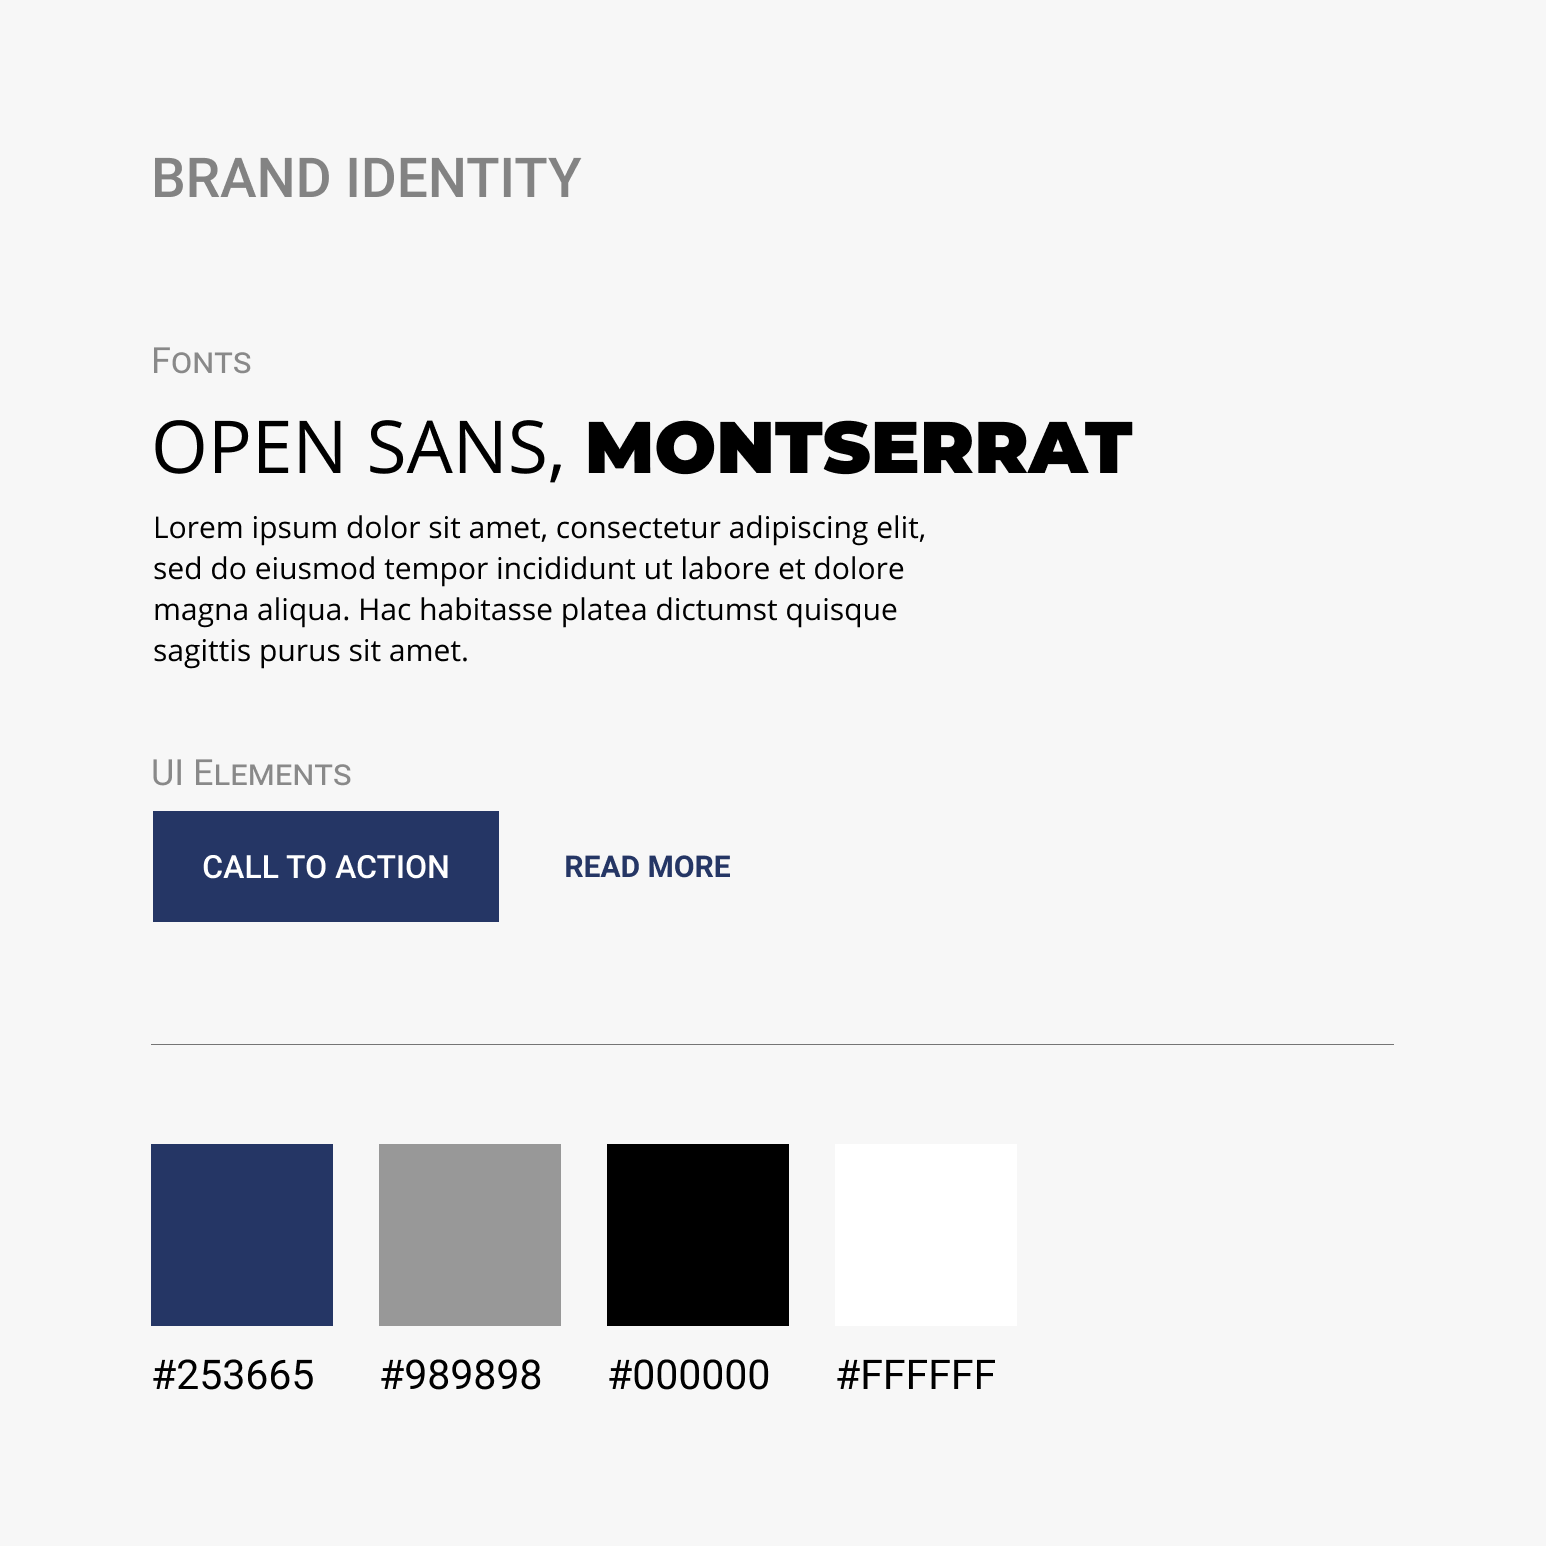 BRAND IDENTITY
Fonts
OPEN SANS, MONTSERRAT
Lorem ipsum dolor sit amet, consectetur adipiscing elit,
sed do eiusmod tempor incididunt ut labore et dolore
magna aliqua. Hac habitasse platea dictumst quisque
sagittis purus sit amet.
UI Elements
CALL TO ACTION READ MORE
#253665 #989898 #000000 #FFFFFF